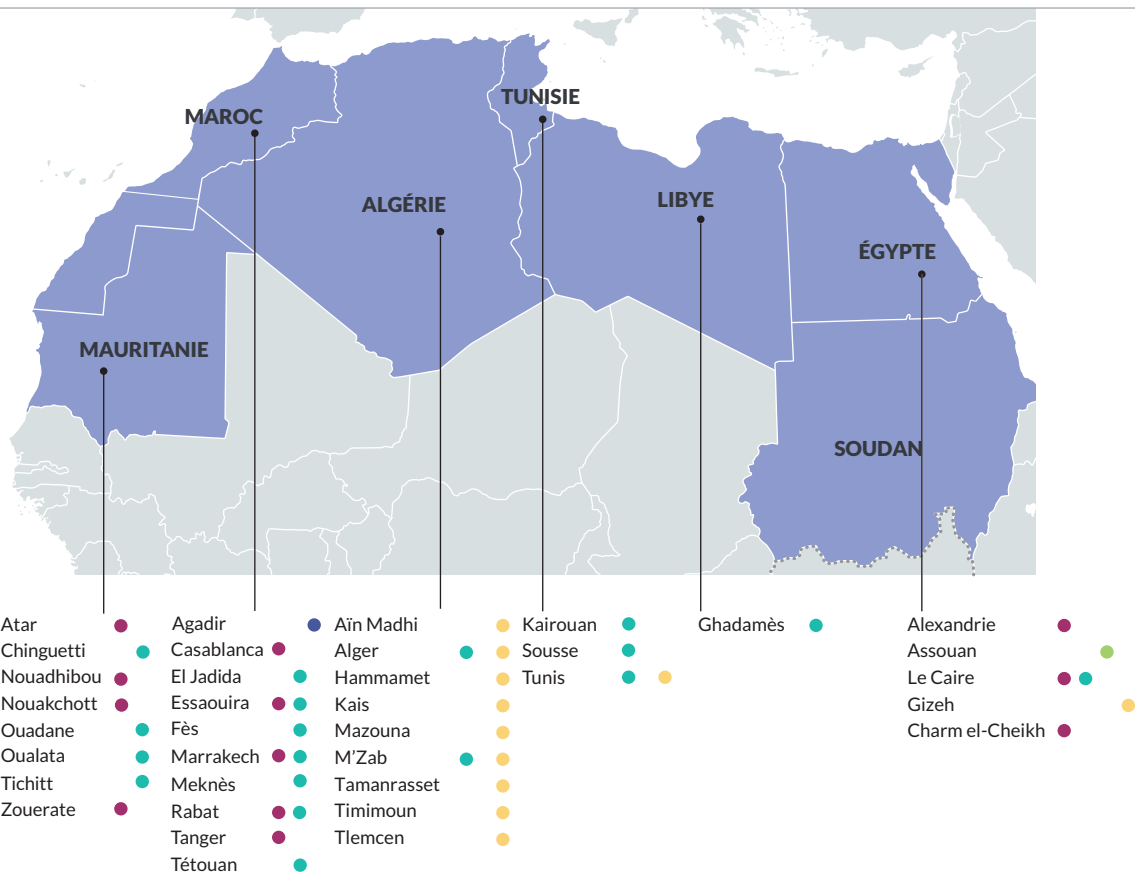 TUNISIE
MAROC
ALGÉRIE
LIBYE
ÉGYPTE
MAURITANIE
SOUDAN
Atar
Chinguetti
Nouadhibou
Nouakchott
Ouadane
Oualata
Tichitt
Zouerate
Agadir
Casablanca
El Jadida
Essaouira
Fès
Marrakech
Meknès
Rabat
Tanger
Tétouan
Aïn Madhi
Alger
Hammamet
Kais
Mazouna
M’Zab
Tamanrasset
Timimoun
Tlemcen
Kairouan
Sousse
Tunis
Ghadamès
Alexandrie
Assouan
Le Caire
Gizeh
Charm el-Cheikh